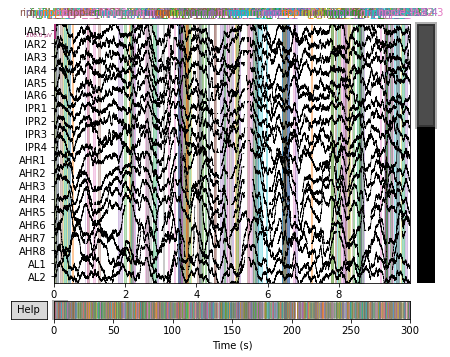 IAR1
IAR2
IAR3
IAR4
IAR5
IAR6
IPR1
IPR2
IPR3
IPR4
AHR1
AHR2
AHR3
AHR4
AHR5
AHR6
AHR7
AHR8
AL1
AL2
0 2 4 6 8
Help
0 50 100 150 200 250 300
Time (s)